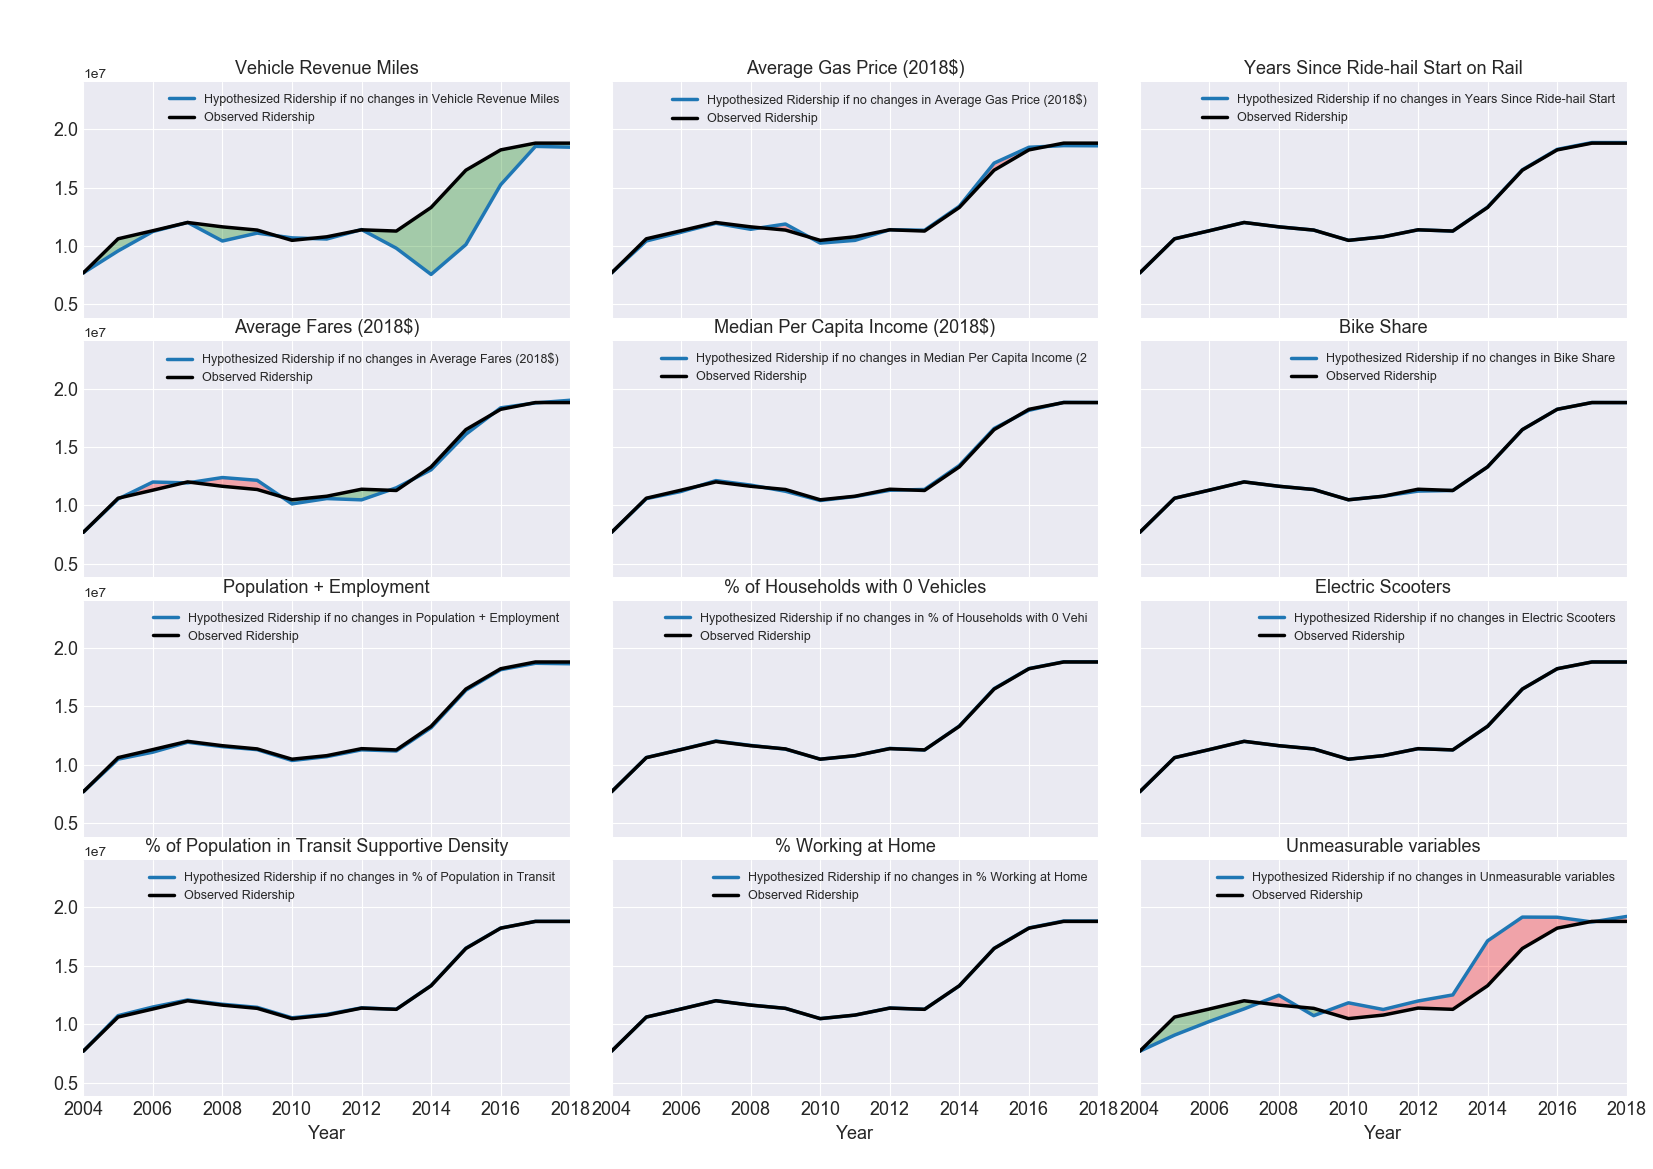 Vehicle Revenue Miles
1e7
Hypothesized Ridership if no changes in Vehicle Revenue Miles
Observed Ridership
2.0
1.5
1.0
0.5
Average Gas Price (2018$)
Hypothesized Ridership if no changes in Average Gas Price (2018$)
Observed Ridership
Years Since Ride-hail Start on Rail
Hypothesized Ridership if no changes in Years Since Ride-hail Start
Observed Ridership
Average Fares (2018$)
1e7
Hypothesized Ridership if no changes in Average Fares (2018$)
Observed Ridership
2.0
1.5
1.0
0.5
Median Per Capita Income (2018$)
Hypothesized Ridership if no changes in Median Per Capita Income (2
Observed Ridership
Bike Share
Hypothesized Ridership if no changes in Bike Share
Observed Ridership
Population + Employment
1e7
Hypothesized Ridership if no changes in Population + Employment
Observed Ridership
2.0
1.5
1.0
0.5
% of Households with 0 Vehicles
Hypothesized Ridership if no changes in % of Households with 0 Vehi
Observed Ridership
Electric Scooters
Hypothesized Ridership if no changes in Electric Scooters
Observed Ridership
% of Population in Transit Supportive Density
1e7
Hypothesized Ridership if no changes in % of Population in Transit
Observed Ridership
2.0
1.5
1.0
0.5
2004 2006 2008 2010 2012 2014 2016 2018
Year
% Working at Home
Hypothesized Ridership if no changes in % Working at Home
Observed Ridership
2004 2006 2008 2010 2012 2014 2016 2018
Year
Unmeasurable variables
Hypothesized Ridership if no changes in Unmeasurable variables
Observed Ridership
2004 2006 2008 2010 2012 2014 2016 2018
Year